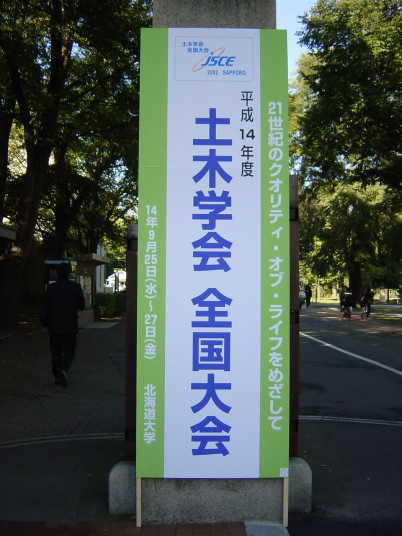 土木学会
全国大会
JSCE
2002 SAPPORO
21世紀のクオリティ・オブ・ライフをめざして
平成14年度
土木学会 全国大会
14年9月25日(水)～27日(金) 北海道大学